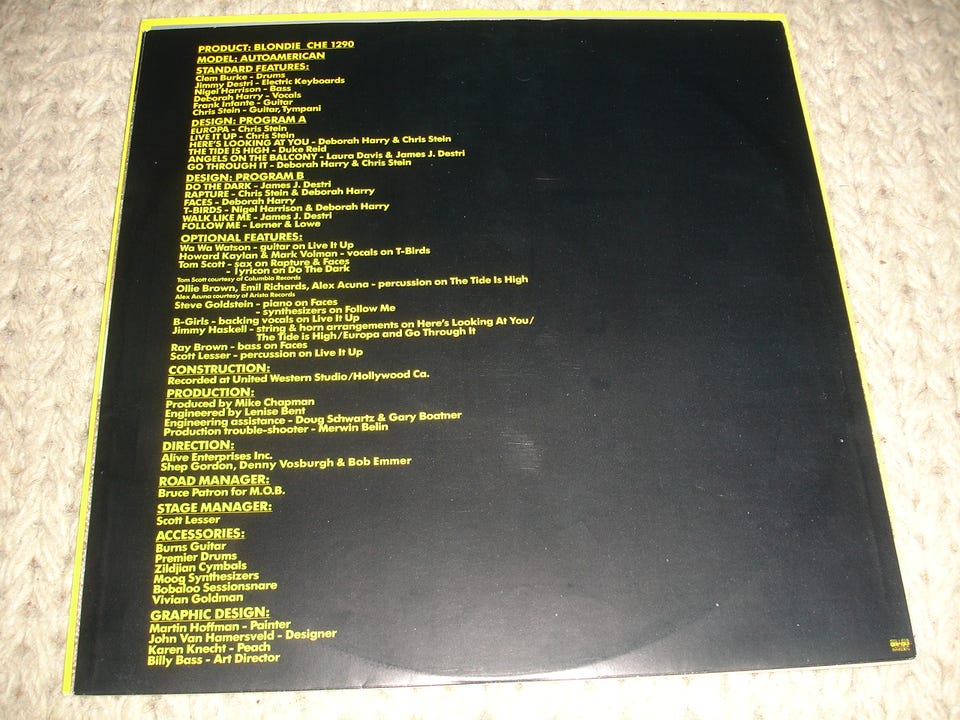 PRODUCT: BLONDIE CHE 1290
MODEL: AUTOAMERICAN
STANDARD FEATURES:
Clem Burke - Drums
Jimmy Destri - Electric Keyboards
Nigel Harrison - Bass
Deborah Harry - Vocals
Frank Infante - Guitar
Chris Stein - Guitar, Tympani
DESIGN: PROGRAM A
EUROPA - Chris Stein
LIVE IT UP - Chris Stein
HERE'S LOOKING AT YOU - Deborah Harry & Chris Stein
THE TIDE IS HIGH - Duke Reid
ANGELS ON THE BALCONY - Laura Davis & James J. Destri
GO THROUGH IT - Deborah Harry & Chris Stein
DESIGN: PROGRAM B
DO THE DARK - James J. Destri
RAPTURE - Chris Stein & Deborah Harry
FACES - Deborah Harry
T-BIRDS - Nigel Harrison & Deborah Harry
WALK LIKE ME - James J. Destri
FOLLOW ME - Lerner & Lowe
OPTIONAL FEATURES:
Wa Wa Watson - guitar on Live It Up
Howard Kaylan & Mark Volman - vocals on T-Birds
Tom Scott - sax on Rapture & Faces
- Lyricon on Do The Dark
Tom Scott courtesy of Columbia Records
Ollie Brown, Emil Richards, Alex Acuna - percussion on The Tide Is High
Alex Acuna courtesy of Arista Records
Steve Goldstein - piano on Faces
- synthesizers on Follow Me
B-Girls - backing vocals on Live It Up
Jimmy Haskell - string & horn arrangements on Here's Looking At You/
The Tide is High/Europa and Go Through It
Ray Brown - bass on Faces
Scott Lesser - percussion on Live It Up
CONSTRUCTION:
Recorded at United Western Studio/Hollywood Ca.
PRODUCTION:
Produced by Mike Chapman
Engineered by Lenise Bent
Engineering assistance - Doug Schwartz & Gary Boatner
Production trouble-shooter - Merwin Belin
DIRECTION:
Alive Enterprises Inc.
Shep Gordon, Denny Vosburgh & Bob Emmer
ROAD MANAGER:
Bruce Patron for M.O.B.
STAGE MANAGER:
Scott Lesser
ACCESSORIES:
Burns Guitar
Premier Drums
Zildjian Cymbals
Moog Synthesizers
Bobaloo Sessionsnare
Vivian Goldman
GRAPHIC DESIGN:
Martin Hoffman - Painter
John Van Hamersveld - Designer
Karen Knecht - Peach
Billy Bass - Art Director